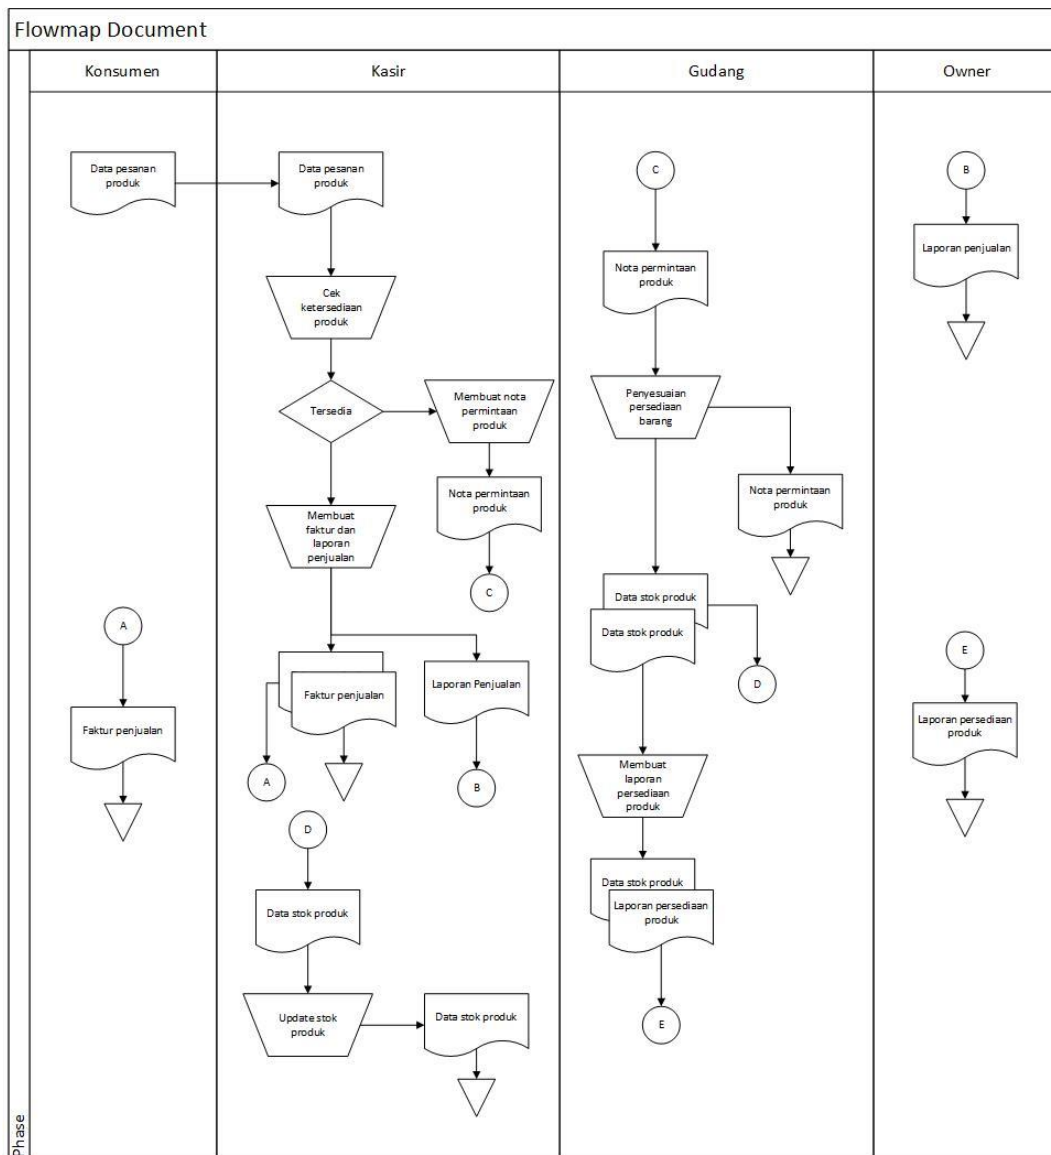 Flowmap Document
Phase
Konsumen
Kasir
Gudang
Owner
Data pesanan
produk
A
Faktur penjualan
Data pesanan
produk
Cek
ketersediaan
produk
Tersedia
Membuat nota
permintaan
produk
Nota permintaan
produk
C
Membuat
faktur dan
laporan
penjualan
Faktur penjualan
Laporan Penjualan
A
B
D
Data stok produk
Update stok
produk
Data stok produk
C
Nota permintaan
produk
Penyesuaian
persediaan
barang
Nota permintaan
produk
Data stok produk
Data stok produk
D
Membuat
laporan
persediaan
produk
Data stok produk
Laporan persediaan
produk
E
B
Laporan penjualan
E
Laporan persediaan
produk